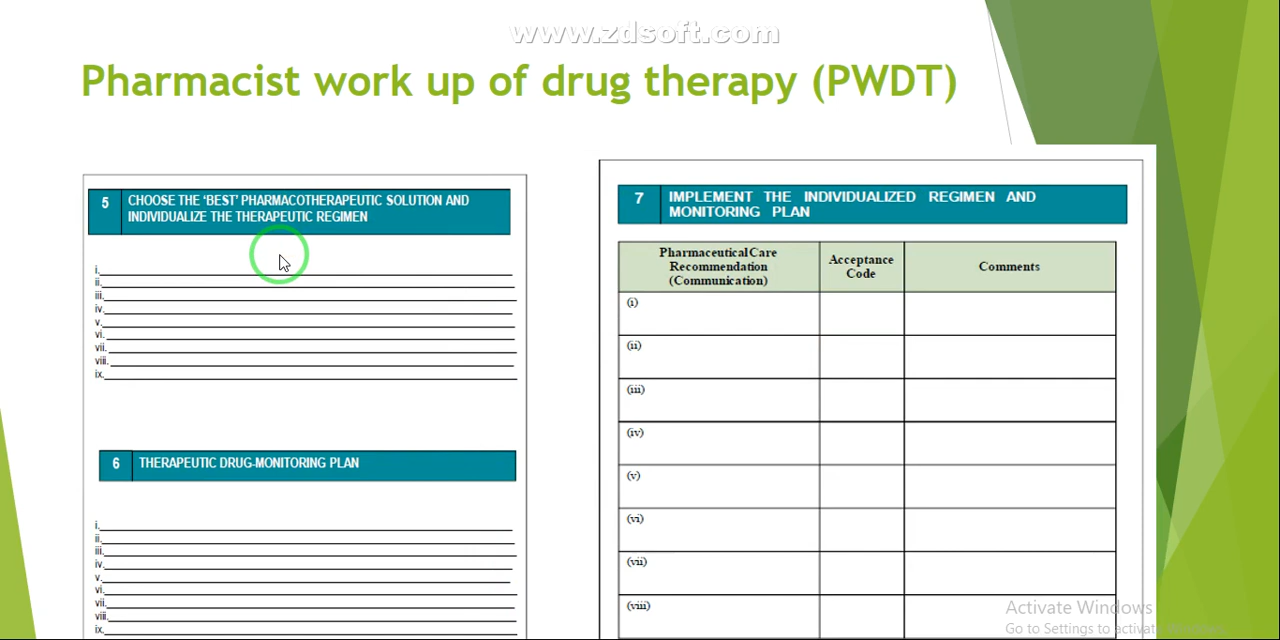 www.zdsoft.com
Pharmacist work up of drug therapy (PWDT)
5 CHOOSE THE ‘BEST’ PHARMACOTHERAPEUTIC SOLUTION AND
INDIVIDUALIZE THE THERAPEUTIC REGIMEN
i.
ii.
iii.
iv.
v.
vi.
vii.
viii.
ix.
6 THERAPEUTIC DRUG-MONITORING PLAN
i.
ii.
iii.
iv.
v.
vi.
vii.
viii.
ix.
7 IMPLEMENT THE INDIVIDUALIZED REGIMEN AND
MONITORING PLAN
Pharmaceutical Care
Recommendation
(Communication)
Acceptance
Code
Comments
(i)
(ii)
(iii)
(iv)
(v)
(vi)
(vii)
(viii)
Activate Windows
Go to Settings to activate Windows.